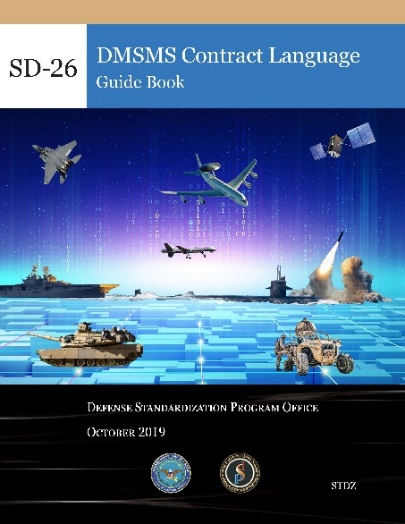 SD-26
DMSMS Contract Language
Guide Book
DEFENSE STANDARDIZATION PROGRAM OFFICE
OCTOBER 2019
STDZ